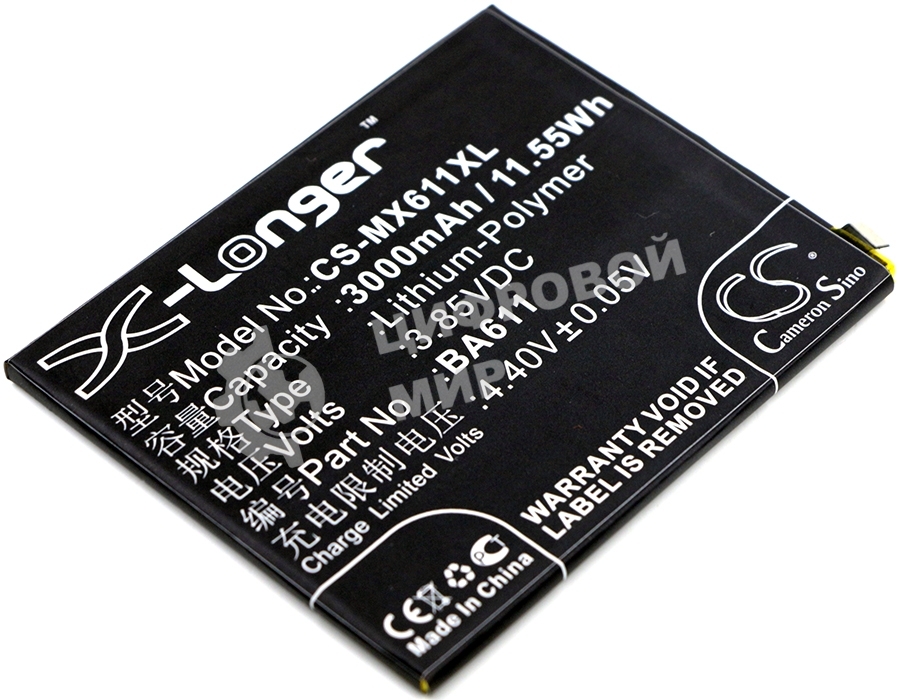 X-Longer™
型号Model No.:CS-MX611XL
容量Capacity :3000mAh / 11.55Wh
规格Type :Lithium-Polymer
电压Volts :3.85VDC
编号Part No.:BA611
充电限制电压:4.40V±0.05V
Charge Limited Volts
WARRANTY VOID IF
LABEL IS REMOVED
Cameron Sino
CE PCT
Made in China
ЦИФРОВОЙ
МИР